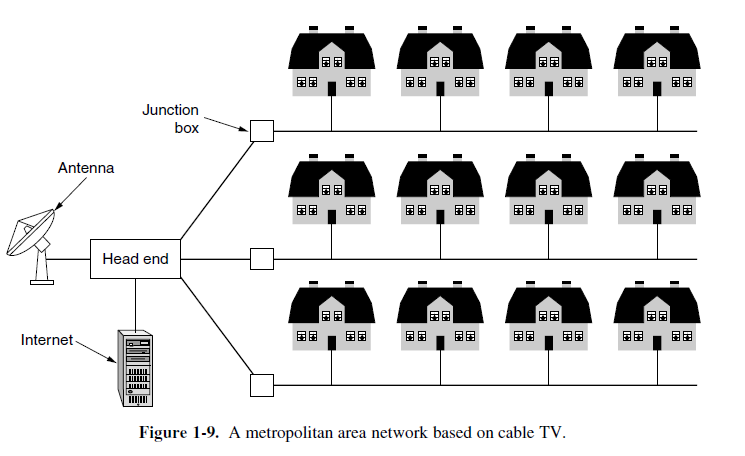 Junction
box
Antenna
Head end
Internet
Figure 1-9. A metropolitan area network based on cable TV.